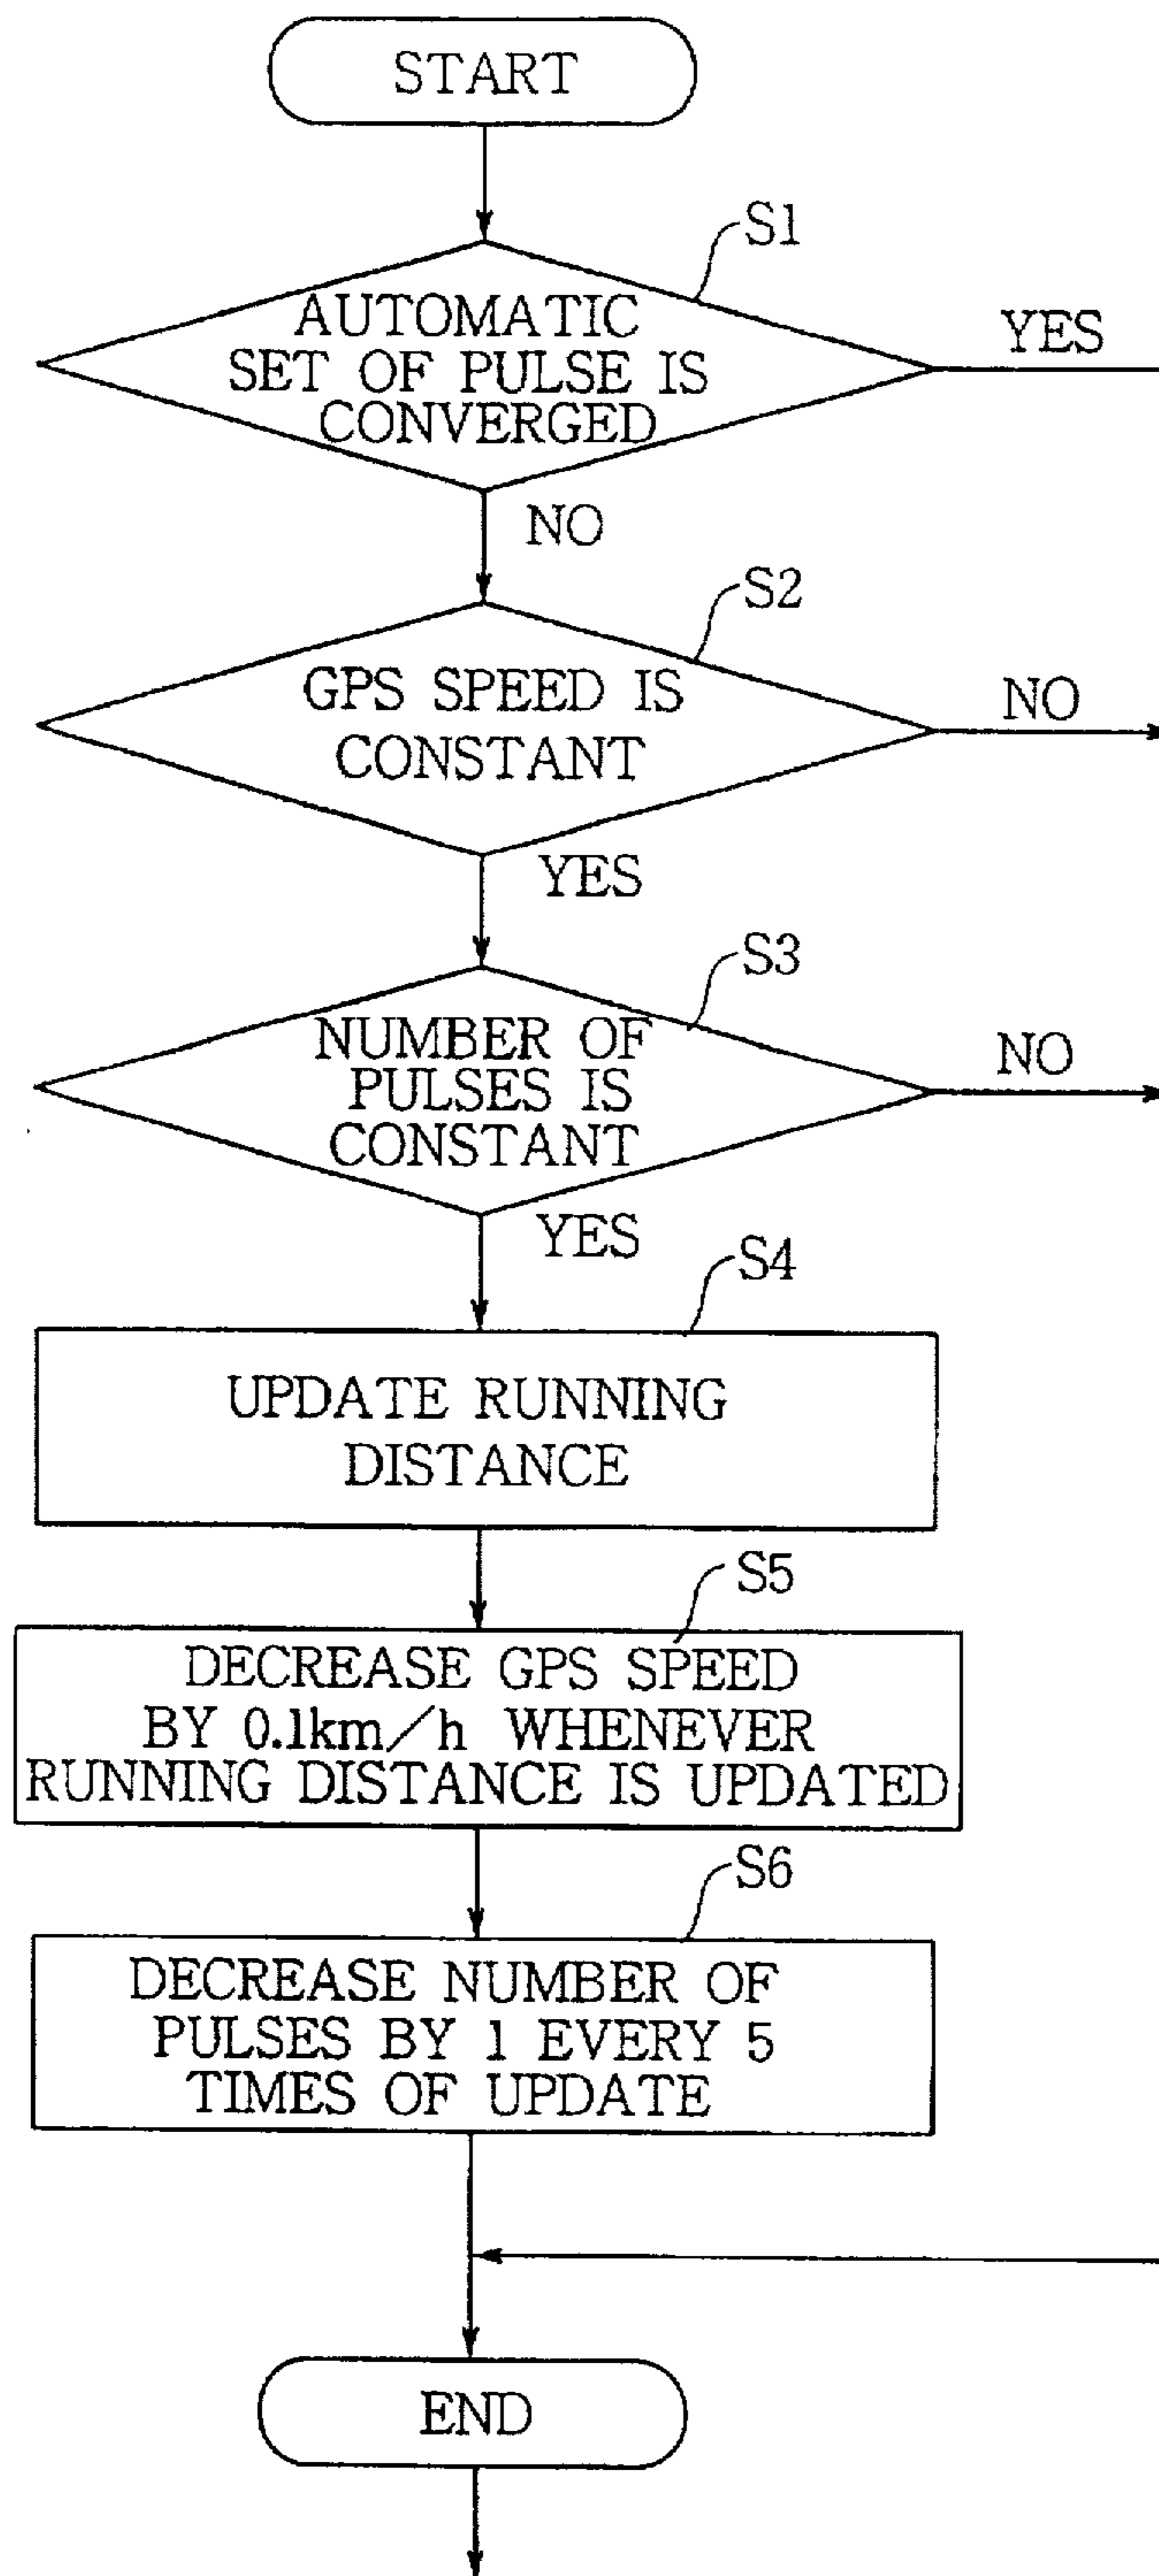 START
S1
AUTOMATIC
SET OF PULSE IS
CONVERGED
YES
NO
S2
GPS SPEED IS
CONSTANT
NO
YES
S3
NUMBER OF
PULSES IS
CONSTANT
NO
YES
S4
UPDATE RUNNING
DISTANCE
S5
DECREASE GPS SPEED
BY 0.1km/h WHENEVER
RUNNING DISTANCE IS UPDATED
S6
DECREASE NUMBER OF
PULSES BY 1 EVERY 5
TIMES OF UPDATE
END